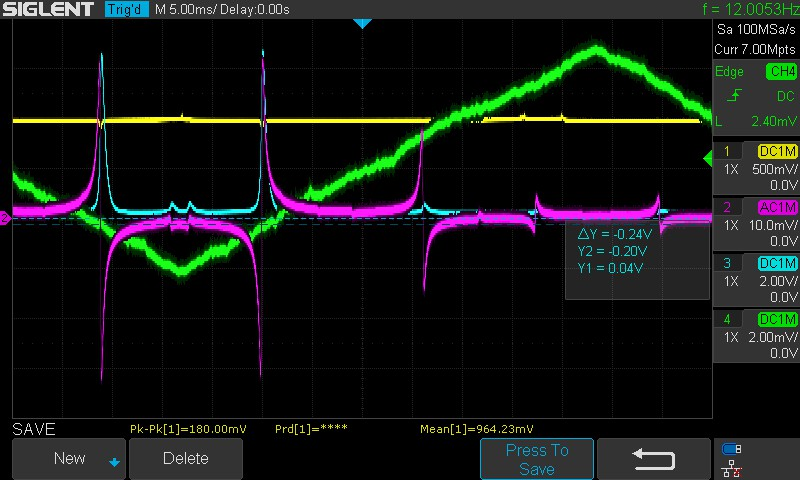 SIGLENT Trig'd M 5.00ms/ Delay:0.00s f = 12.0053Hz
Sa 100MSa/s
Curr 7.00Mpts
Edge CH4
DC
L 2.40mV
1 DC1M
1X 500mV/
0.0V
2 AC1M
1X 10.0mV/
0.0V
3 DC1M
1X 2.00V/
0.0V
4 DC1M
1X 2.00mV/
0.0V
2
ΔY = -0.24V
Y2 = -0.20V
Y1 = 0.04V
SAVE Pk-Pk[1]=180.00mV Prd[1]=**** Mean[1]=964.23mV
New Delete Press To
Save